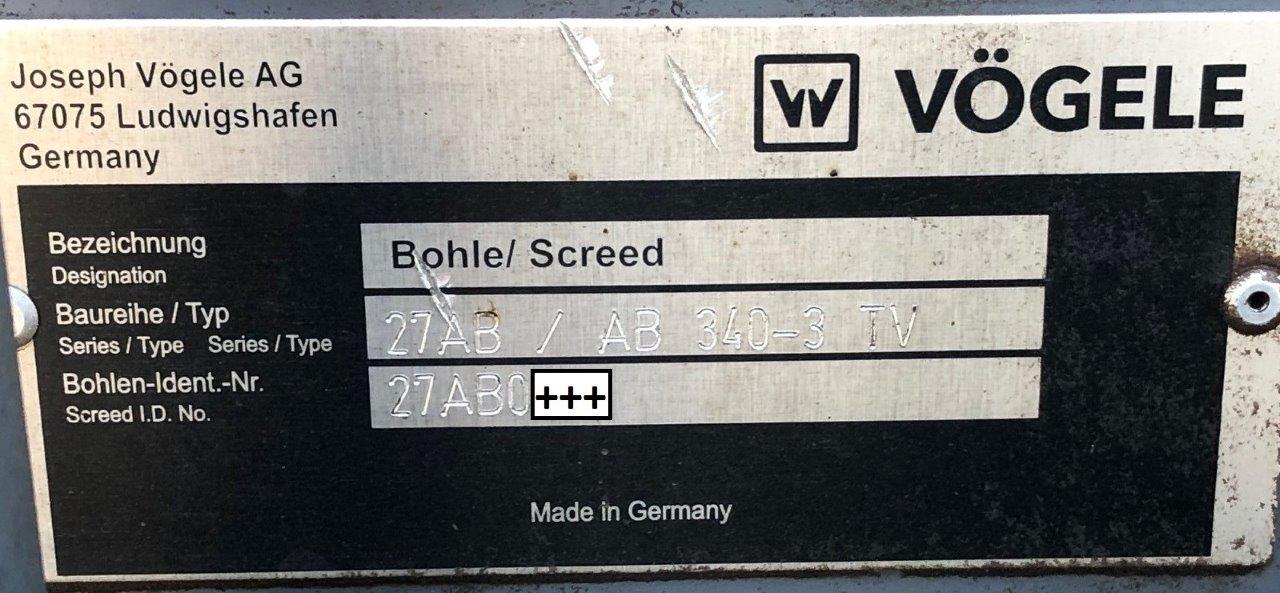 Joseph Vögele AG
67075 Ludwigshafen
Germany
VÖGELE
Bezeichnung
Designation
Bohle/ Screed
Baureihe / Typ
Series / Type Series / Type
27AB / AB 340-3 TV
Bohlen-Ident.-Nr.
Screed I.D. No.
27AB0+++
Made in Germany